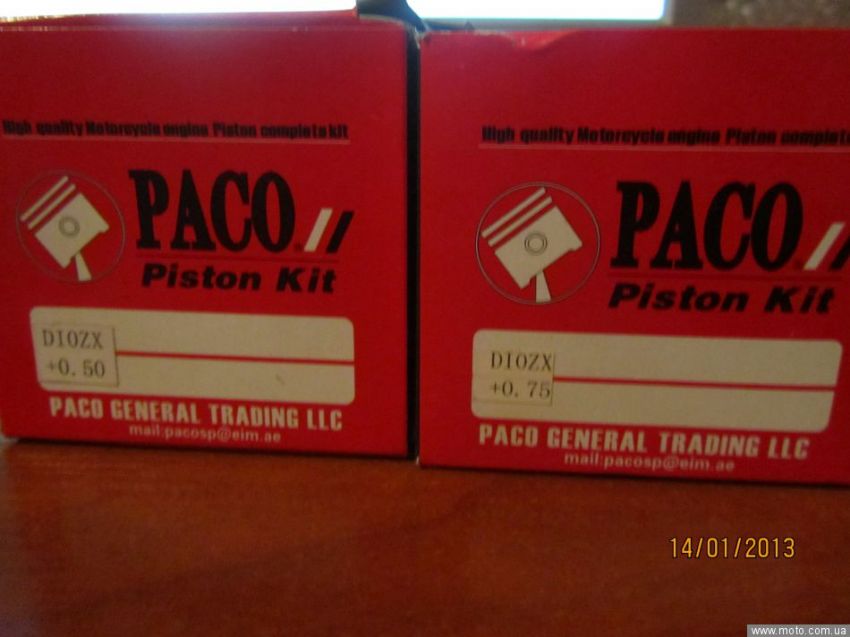 High quality Motorcycle engine Piston complete kit
PACO
Piston Kit
DIOZX
+0.50
PACO GENERAL TRADING LLC
mail:pacosp@eim.ae
High quality Motorcycle engine Piston complete
PACO
Piston Kit
DIOZX
+0.75
PACO GENERAL TRADING LLC
mail:pacosp@eim.ae
14/01/2013
www.moto.com.ua